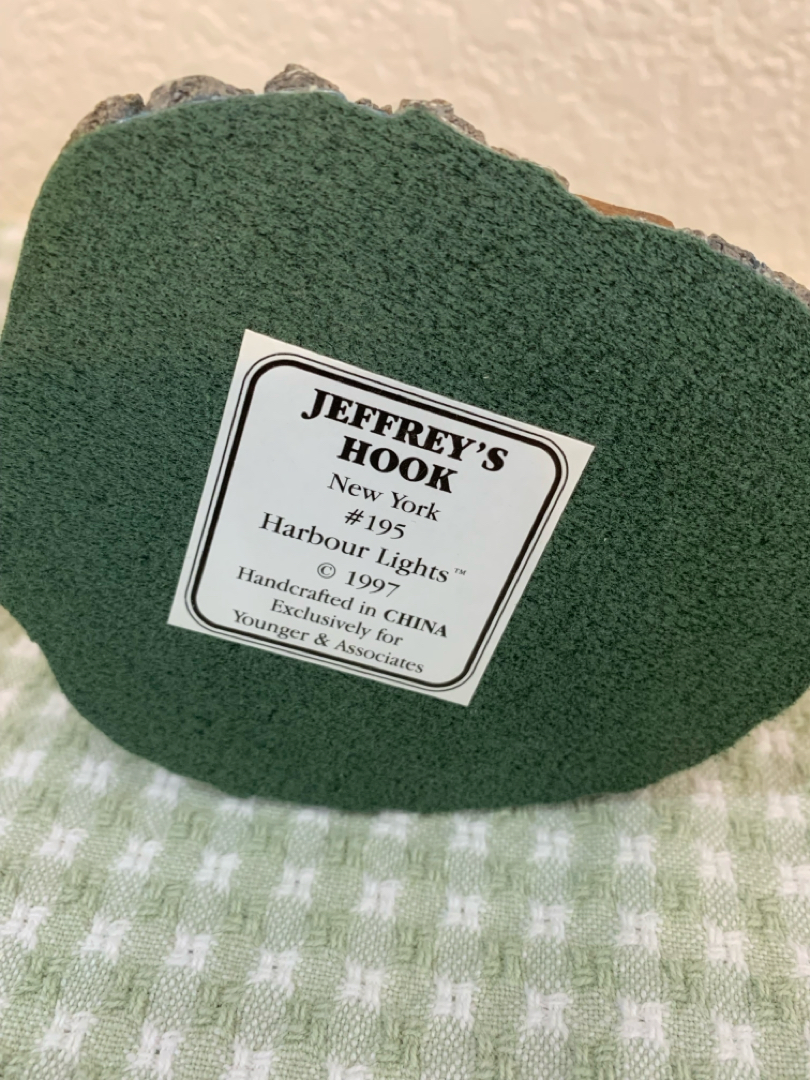 JEFFREY'S
HOOK
New York
#195
Harbour Lights™
© 1997
Handcrafted in CHINA
Exclusively for
Younger & Associates